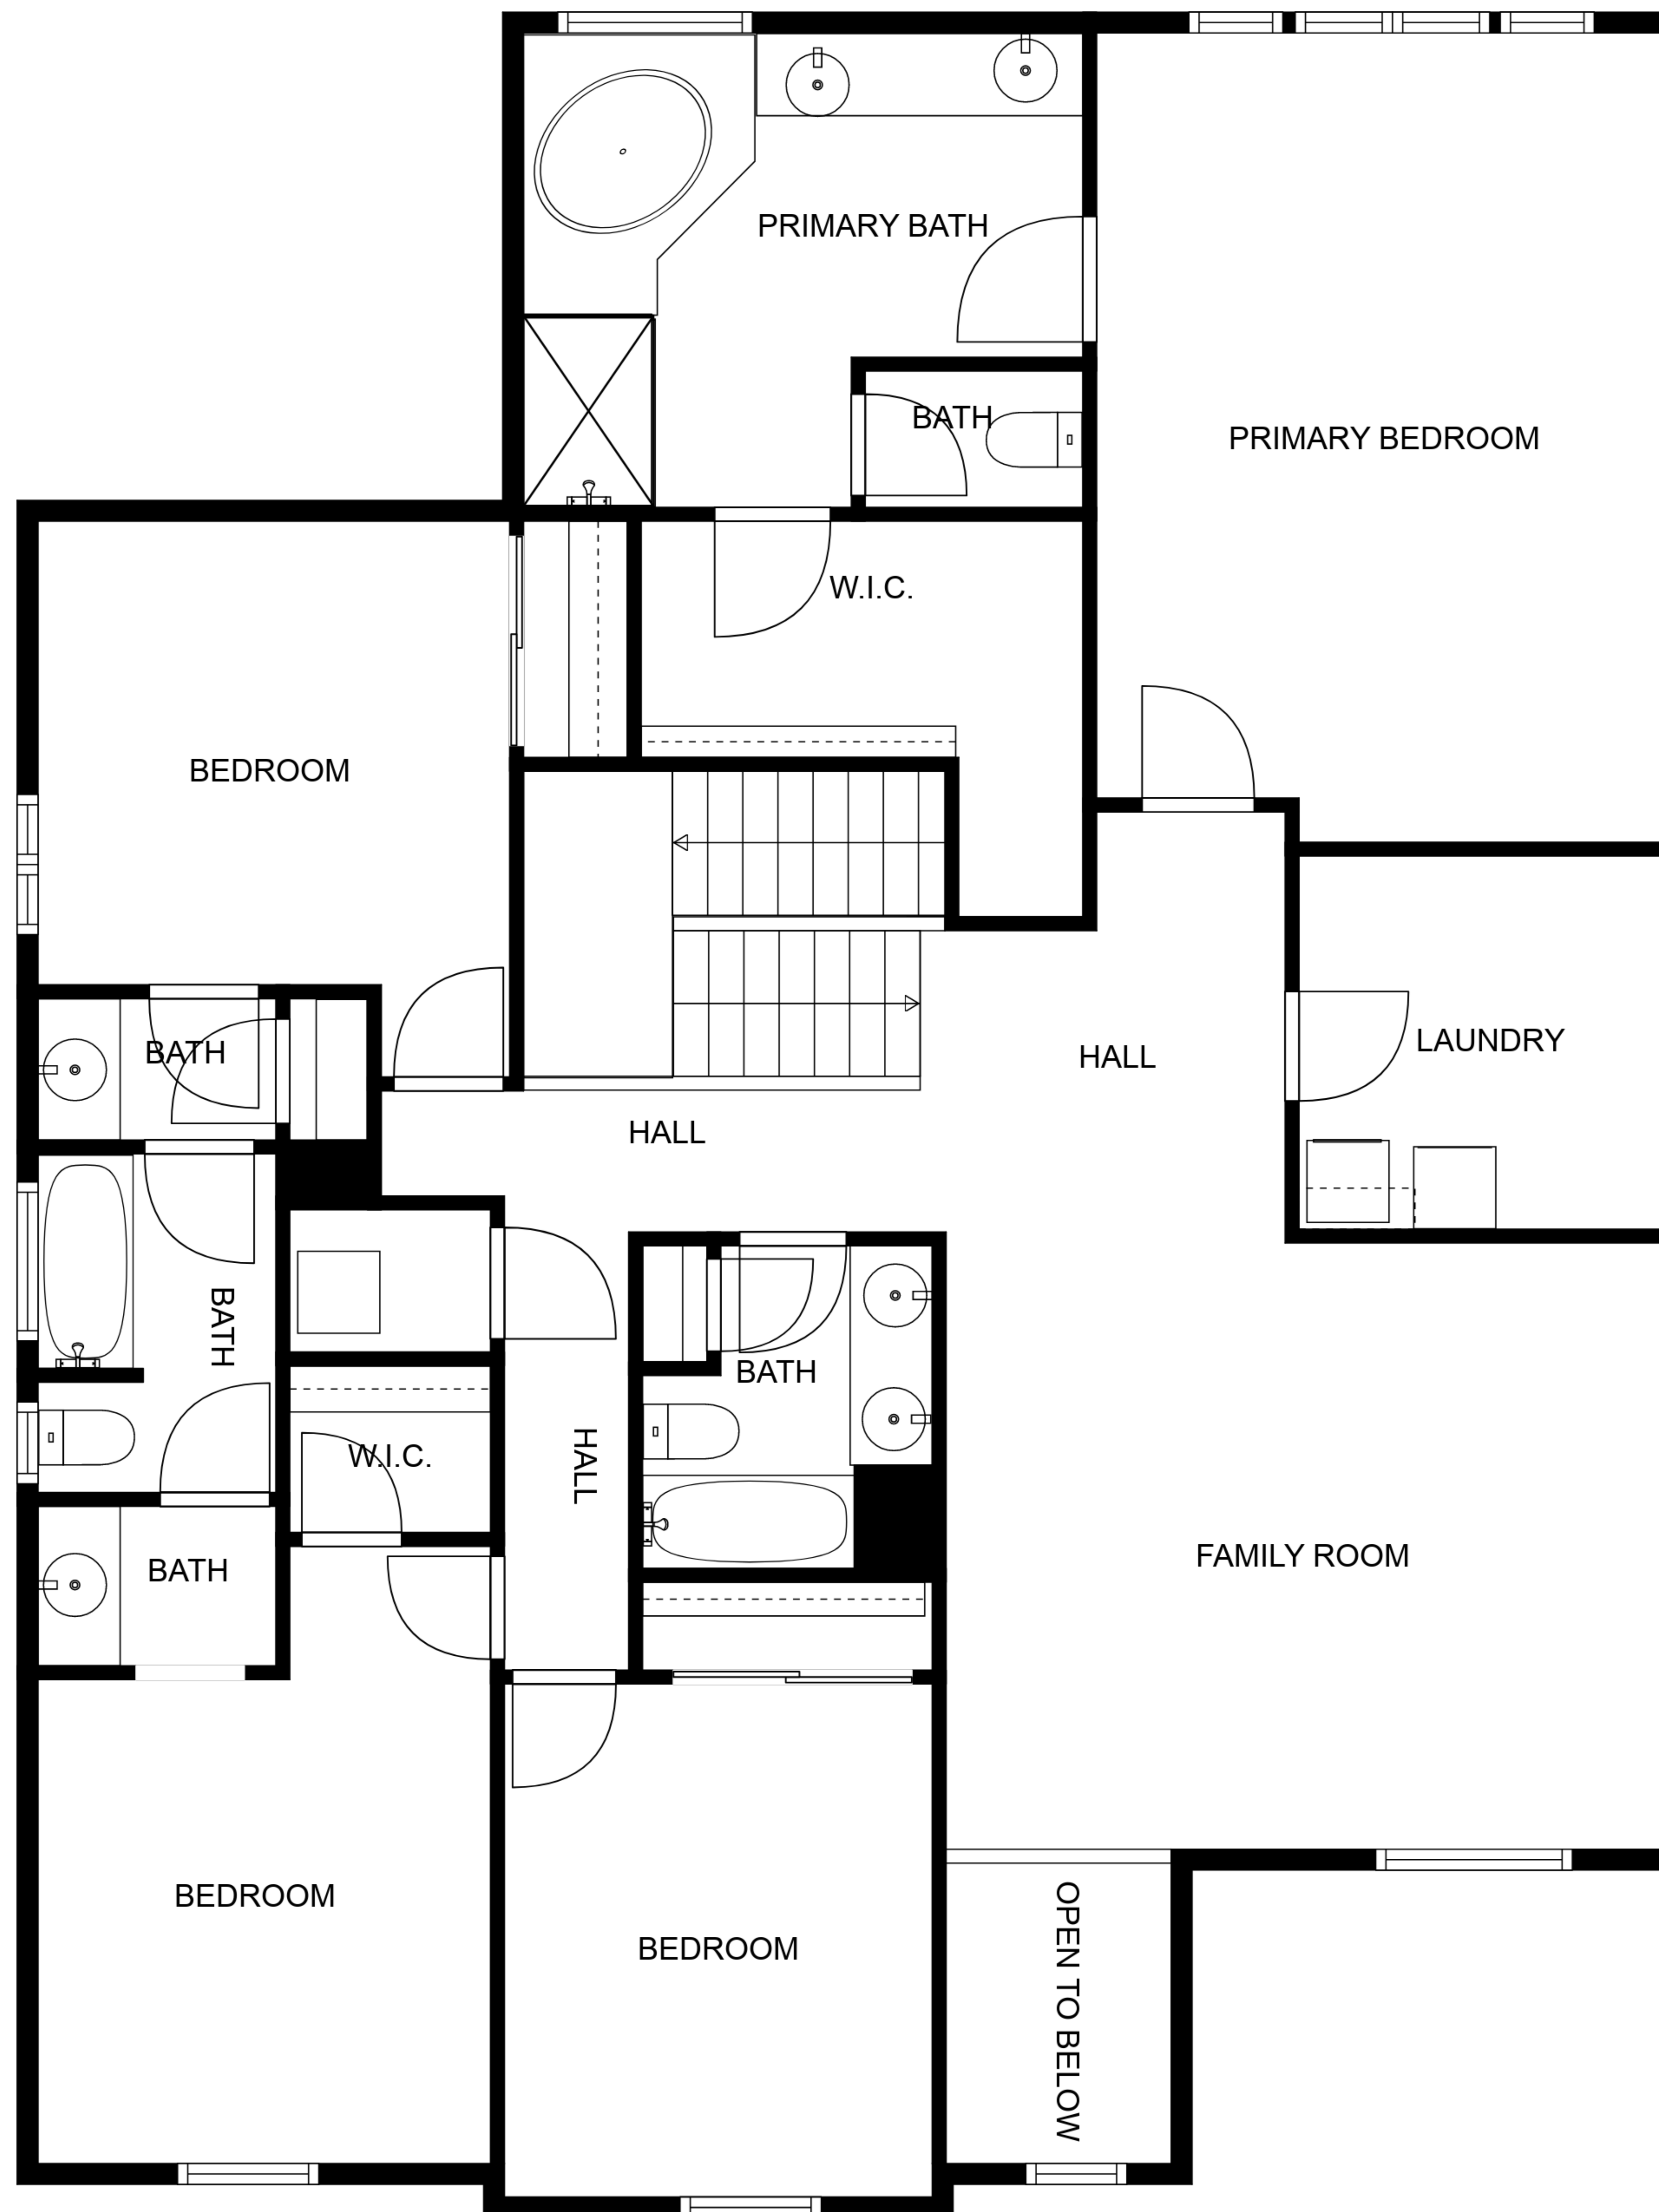 PRIMARY BATH
BATH
PRIMARY BEDROOM
W.I.C.
BEDROOM
BATH
HALL
LAUNDRY
HALL
BATH
BATH
W.I.C.
HALL
FAMILY ROOM
BATH
BEDROOM
BEDROOM
OPEN TO BELOW